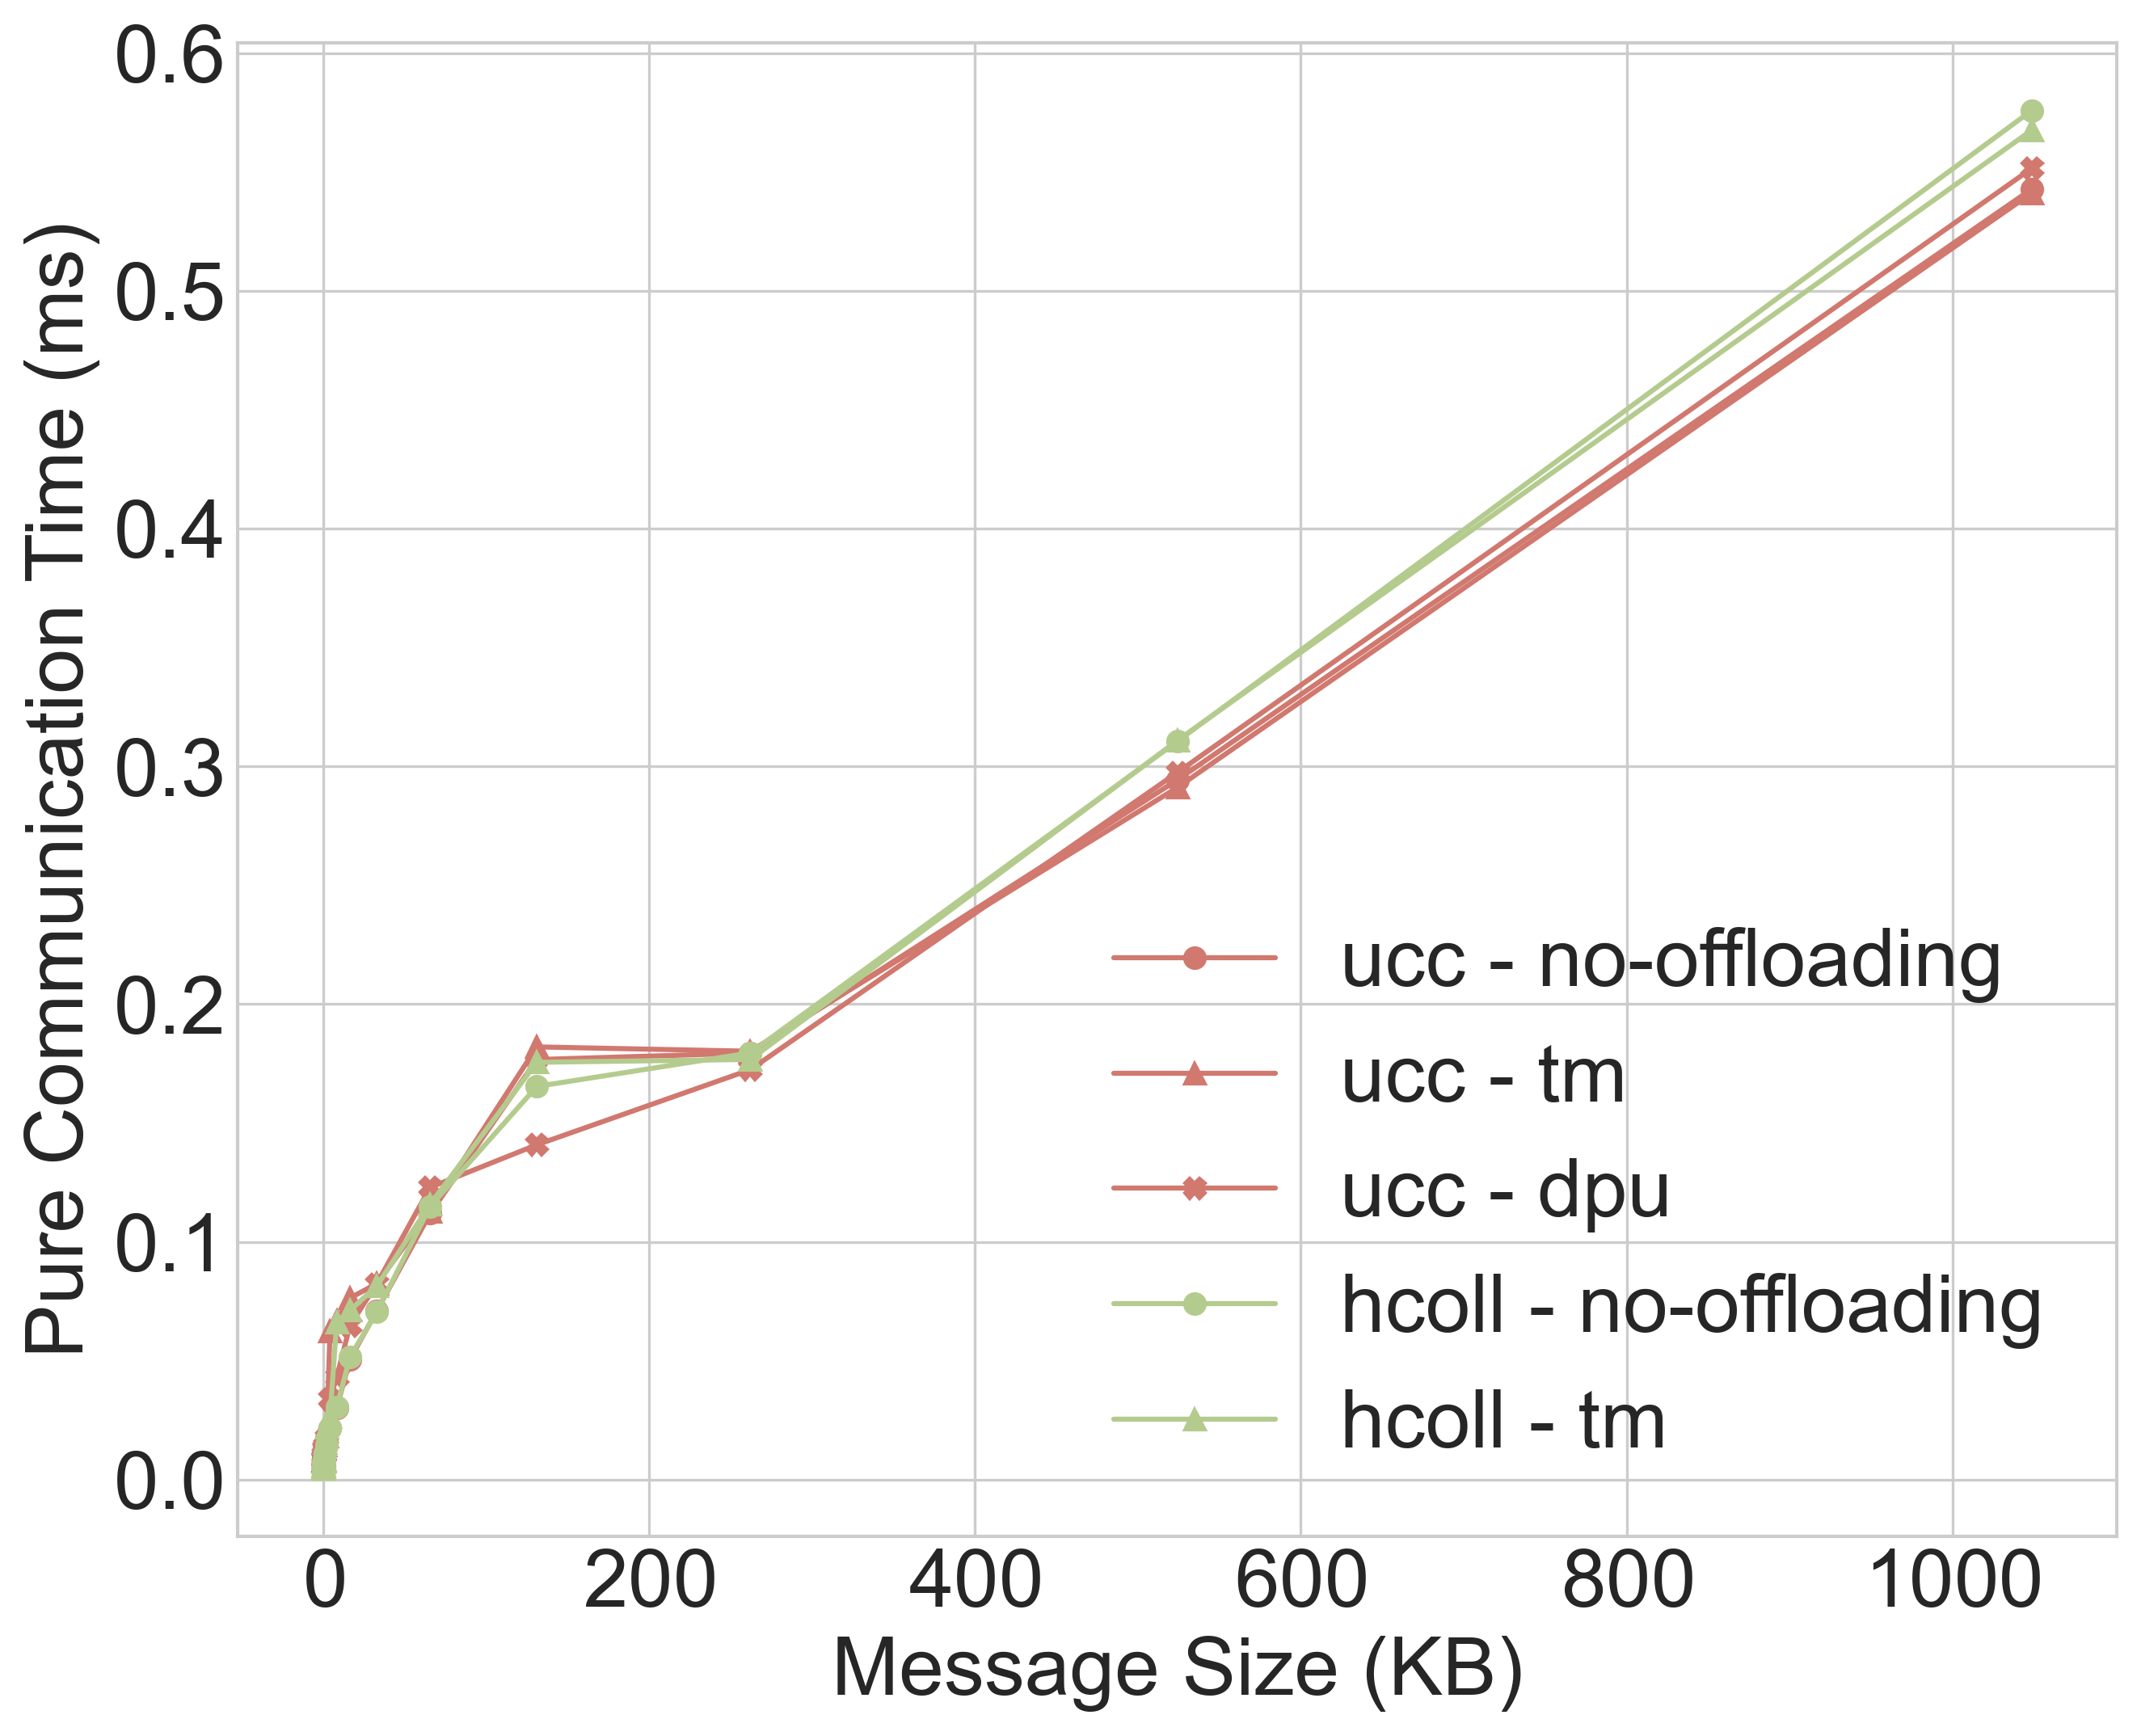 0.6
0.5
0.4
0.3
0.2
0.1
0.0
Pure Communication Time (ms)
ucc - no-offloading
ucc - tm
ucc - dpu
hcoll - no-offloading
hcoll - tm
0 200 400 600 800 1000
Message Size (KB)